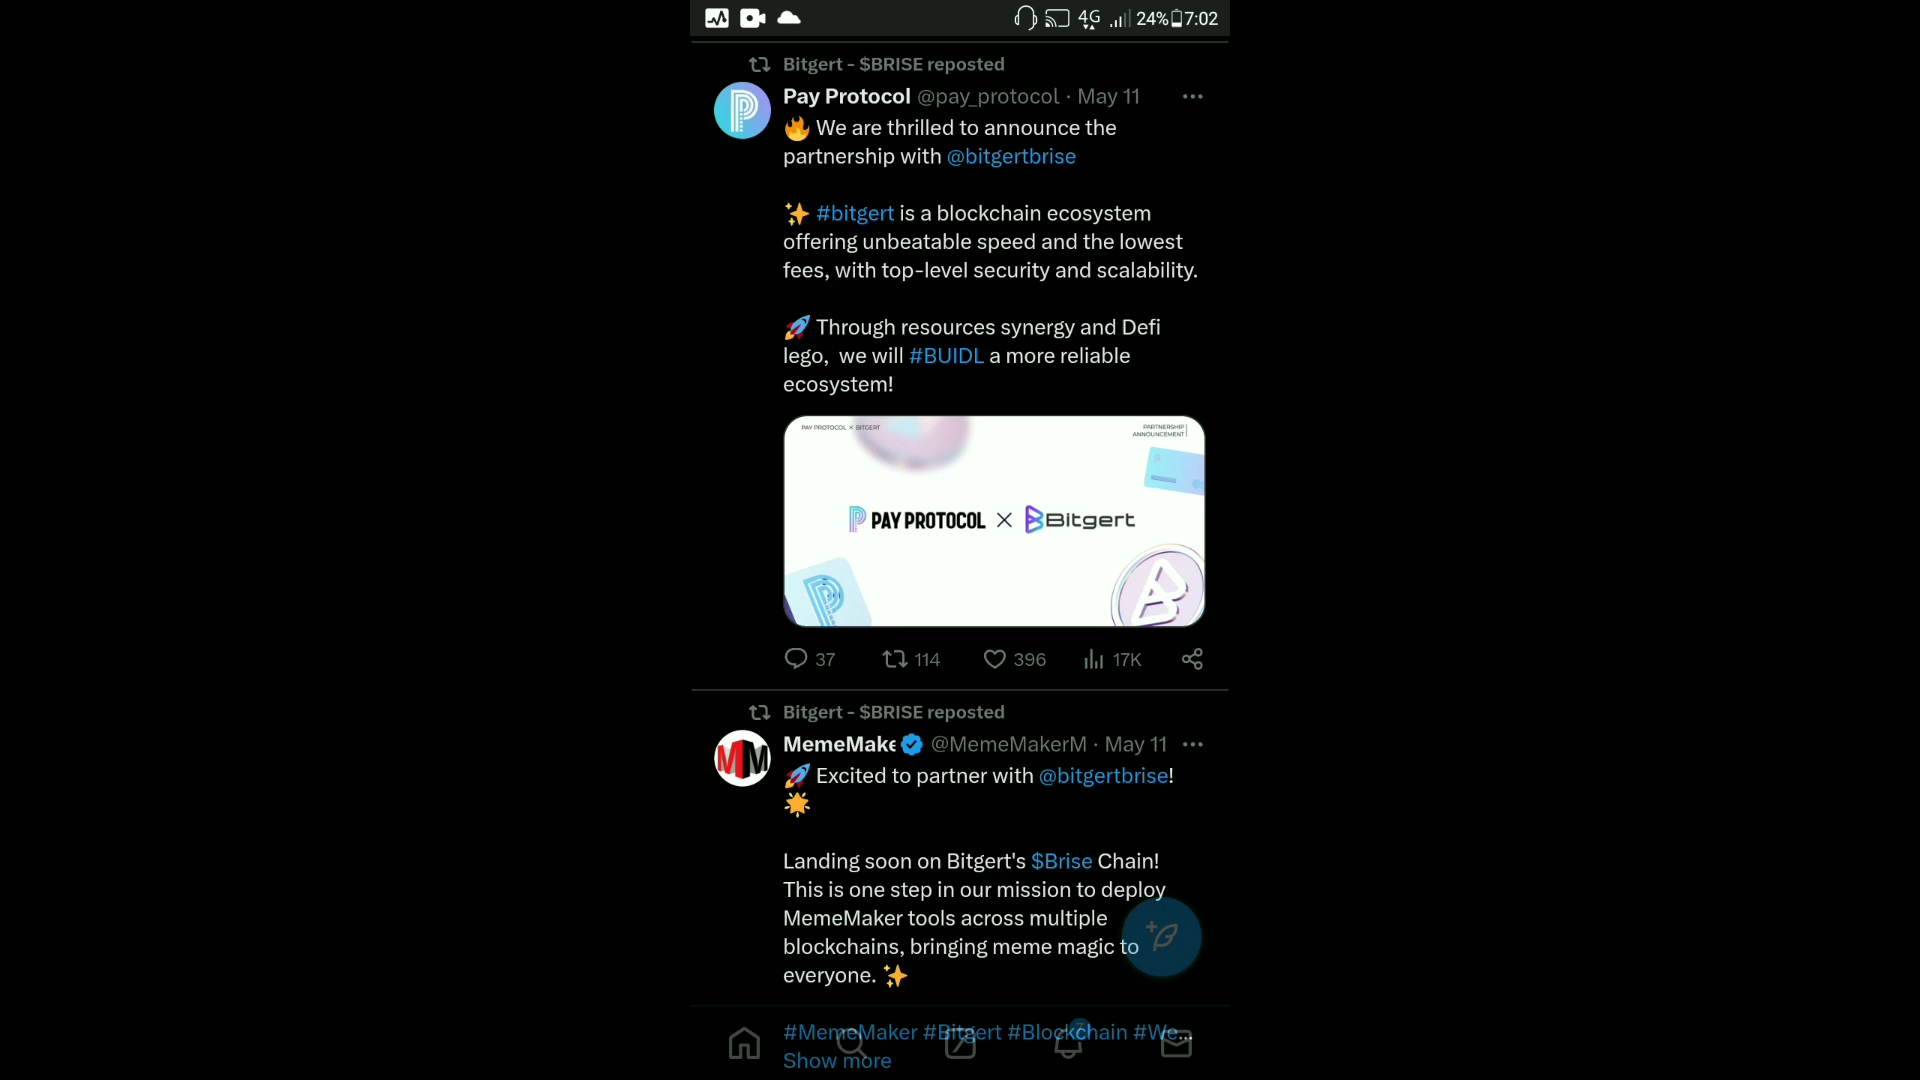 4G 24% 7:02
Bitgert - $BRISE reposted
Pay Protocol @pay_protocol · May 11
🔥 We are thrilled to announce the
partnership with @bitgertbrise
✨ #bitgert is a blockchain ecosystem
offering unbeatable speed and the lowest
fees, with top-level security and scalability.
🚀 Through resources synergy and Defi
lego,  we will #BUIDL a more reliable
ecosystem!
PAY PROTOCOL × BITGERT
PARTNERSHIP
ANNOUNCEMENT
PAY PROTOCOL × Bitgert
37 114 396 17K
Bitgert - $BRISE reposted
MemeMake @MemeMakerM · May 11
🚀 Excited to partner with @bitgertbrise!
🌟
Landing soon on Bitgert's $Brise Chain!
This is one step in our mission to deploy
MemeMaker tools across multiple
blockchains, bringing meme magic to
everyone. ✨
#MemeMaker #Bitgert #Blockchain #We...
Show more